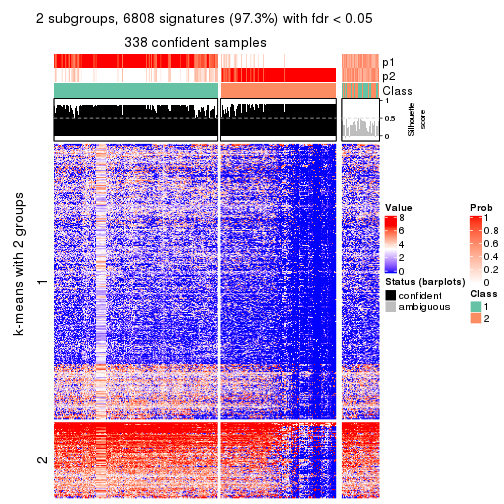 2 subgroups, 6808 signatures (97.3%) with fdr < 0.05
338 confident samples
p1
p2
Class
1
0.5
0
Silhouette
score
k-means with 2 groups
1
2
Value
8
6
4
2
0
Status (barplots)
confident
ambiguous
Prob
1
0.8
0.6
0.4
0.2
0
Class
1
2